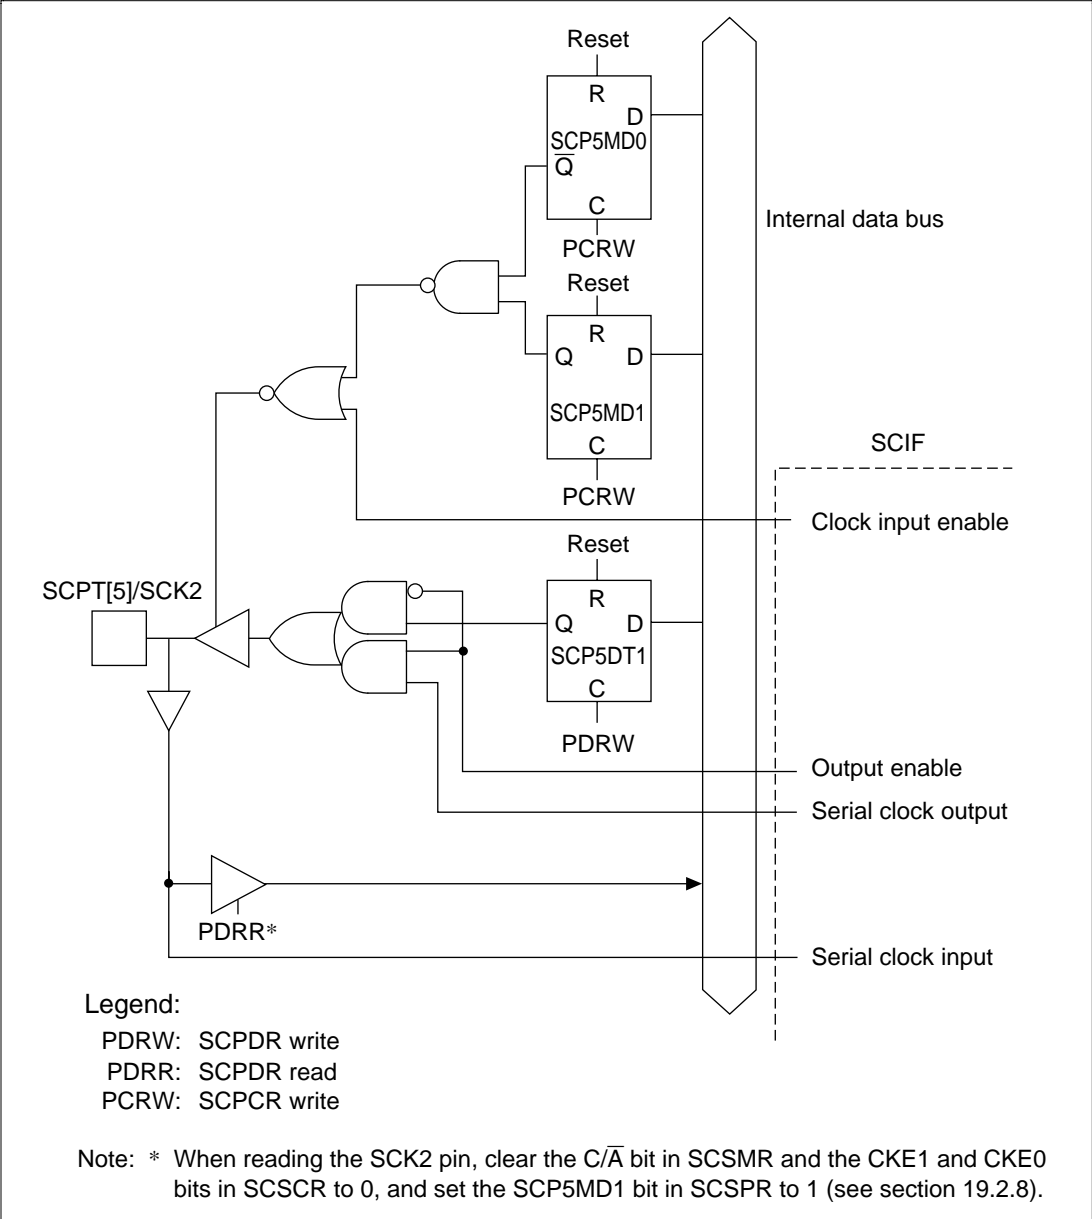 Reset
R
D
SCP5MD0
Q̅
C
PCRW
Internal data bus
Reset
R
Q
D
SCP5MD1
C
PCRW
SCIF
Clock input enable
Reset
SCPT[5]/SCK2
R
Q
D
SCP5DT1
C
PDRW
Output enable
Serial clock output
PDRR*
Serial clock input
Legend:
PDRW: SCPDR write
PDRR: SCPDR read
PCRW: SCPCR write
Note: * When reading the SCK2 pin, clear the C/A̅ bit in SCSMR and the CKE1 and CKE0
bits in SCSCR to 0, and set the SCP5MD1 bit in SCSPR to 1 (see section 19.2.8).